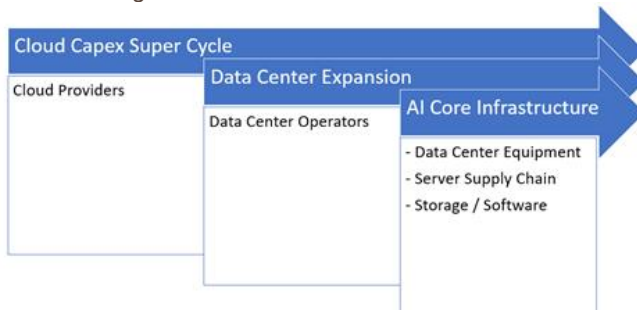 Cloud Capex Super Cycle
Cloud Providers
Data Center Expansion
Data Center Operators
AI Core Infrastructure
- Data Center Equipment
- Server Supply Chain
- Storage / Software